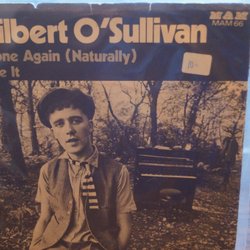 ilbert O'Sullivan
MAM
MAM 66
one Again (Naturally)
e It